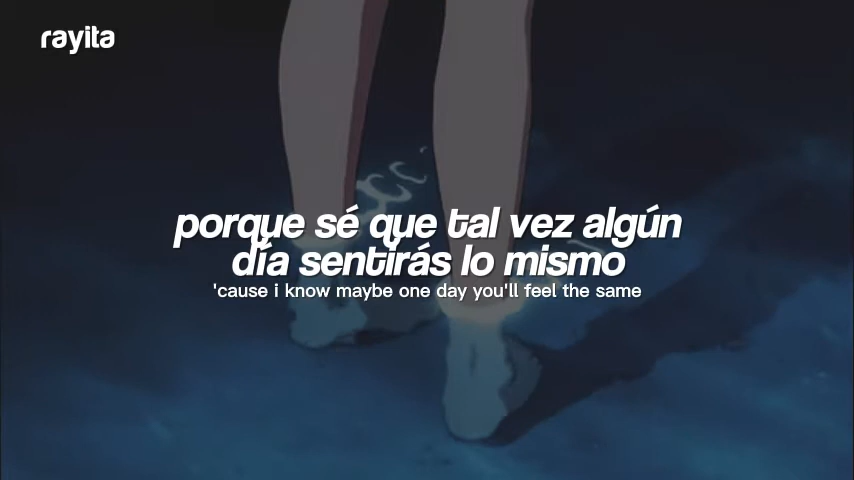 rayita
porque sé que tal vez algún
día sentirás lo mismo
'cause i know maybe one day you'll feel the same